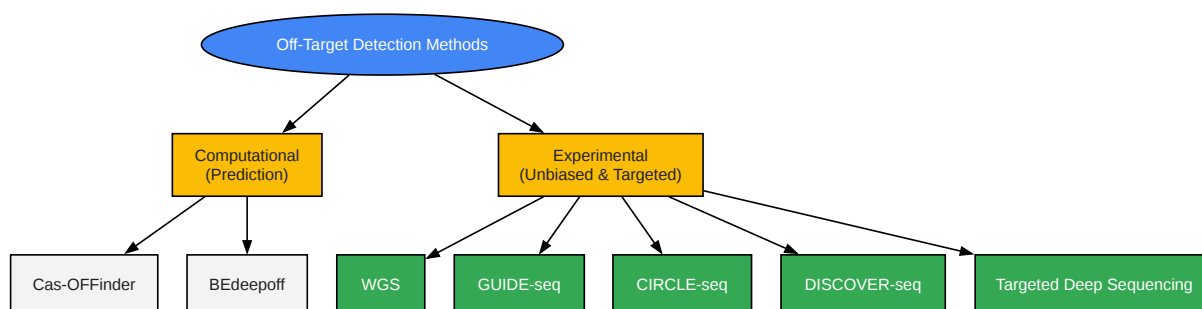 Off-Target Detection Methods
Computational
(Prediction)
Experimental
(Unbiased & Targeted)
Cas-OFFinder
BEdeepoff
WGS
GUIDE-seq
CIRCLE-seq
DISCOVER-seq
Targeted Deep Sequencing